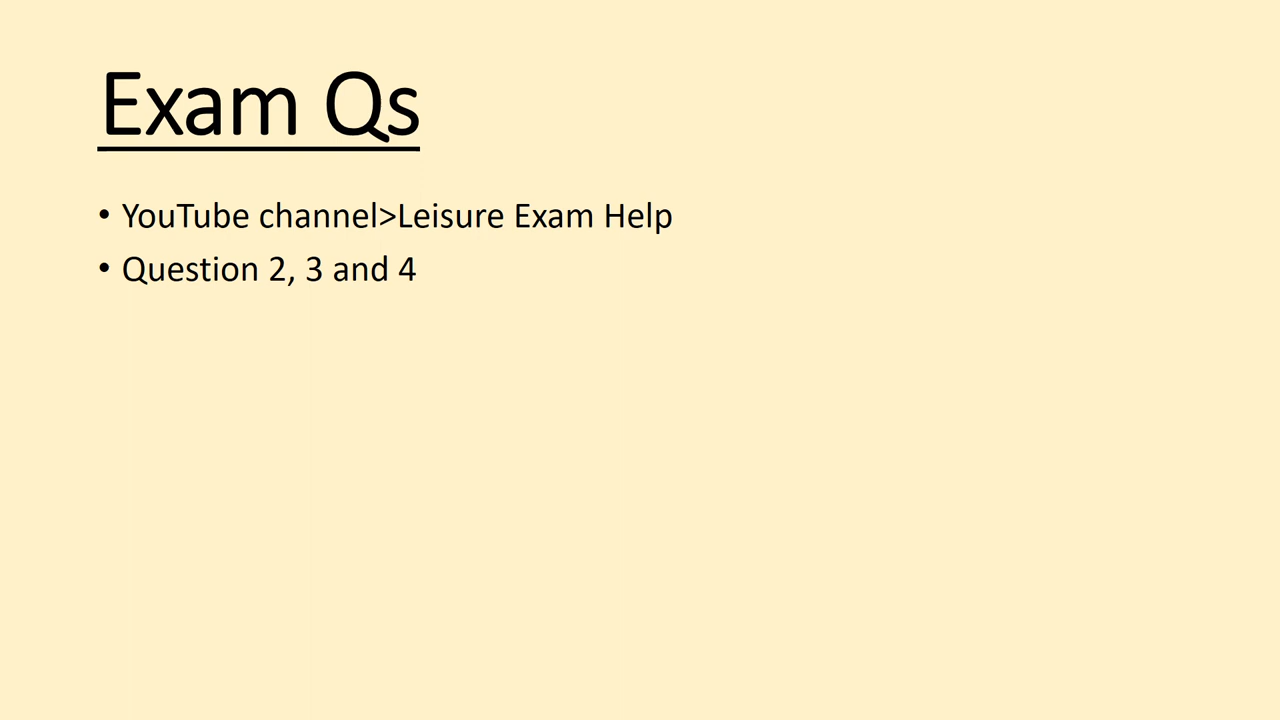 Exam Qs
• YouTube channel>Leisure Exam Help
• Question 2, 3 and 4